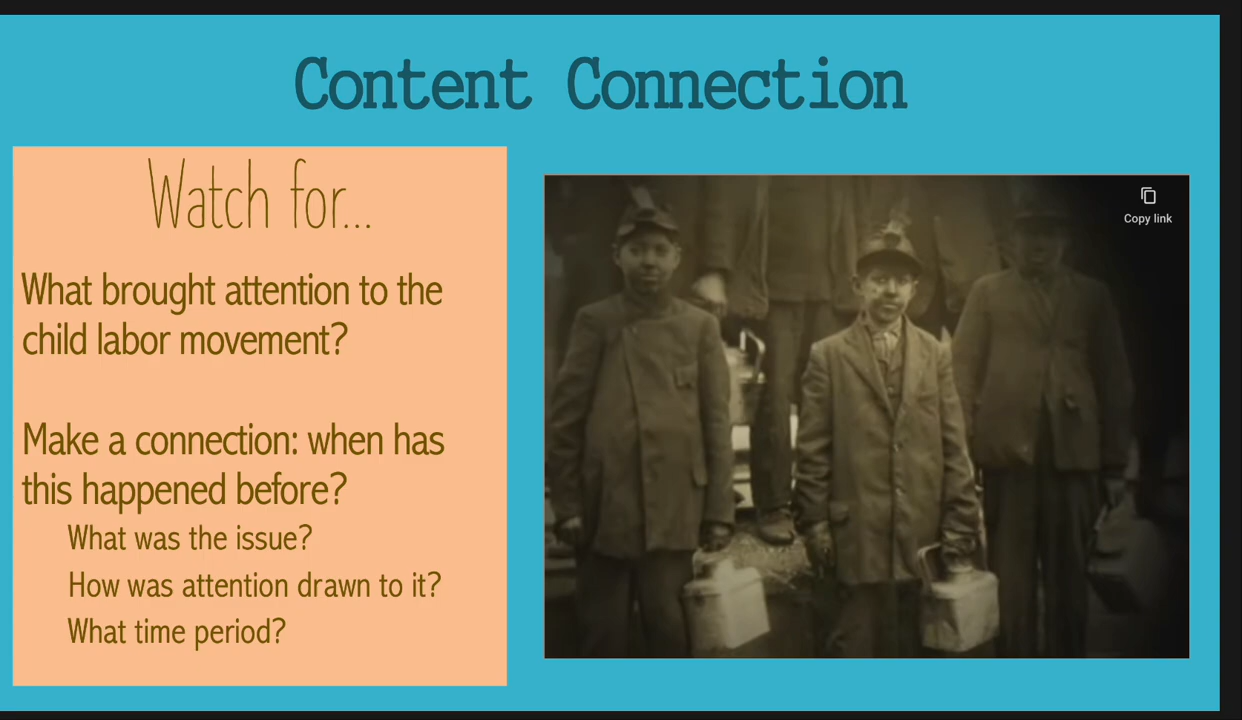 Content Connection
Watch for...
What brought attention to the
child labor movement?
Make a connection: when has
this happened before?
What was the issue?
How was attention drawn to it?
What time period?
Copy link